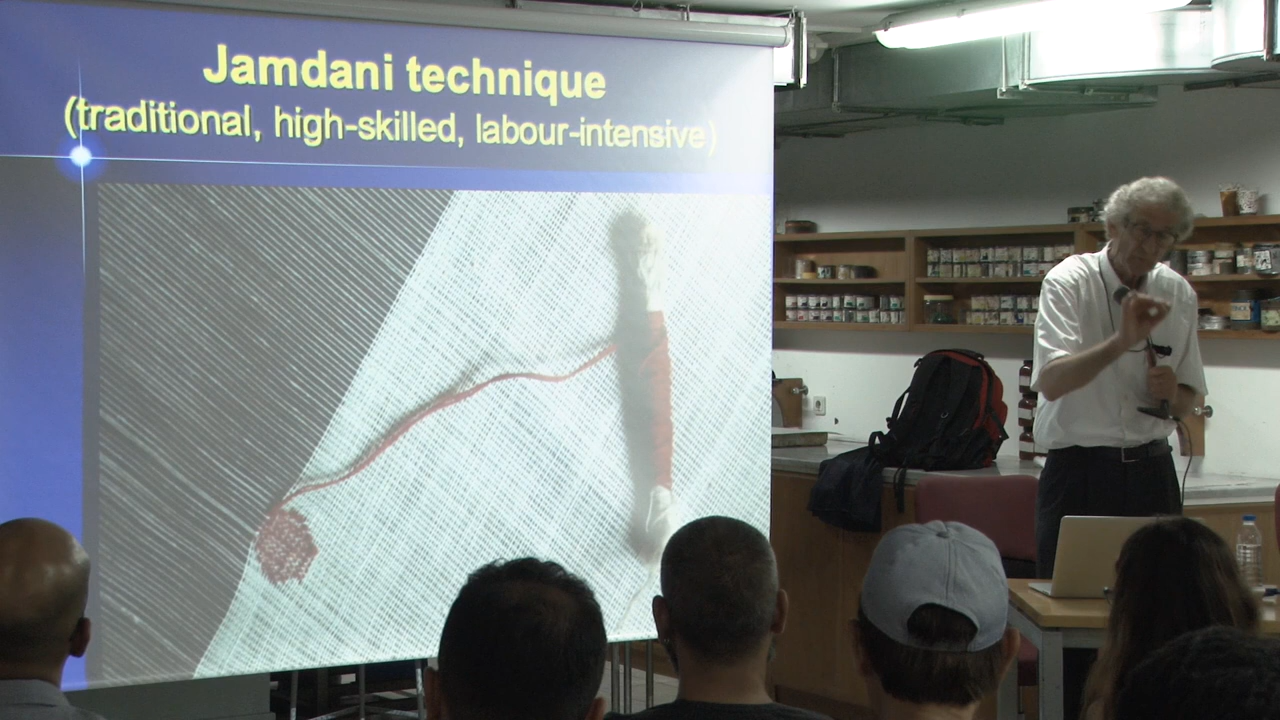 Jamdani technique
(traditional, high-skilled, labour-intensive)